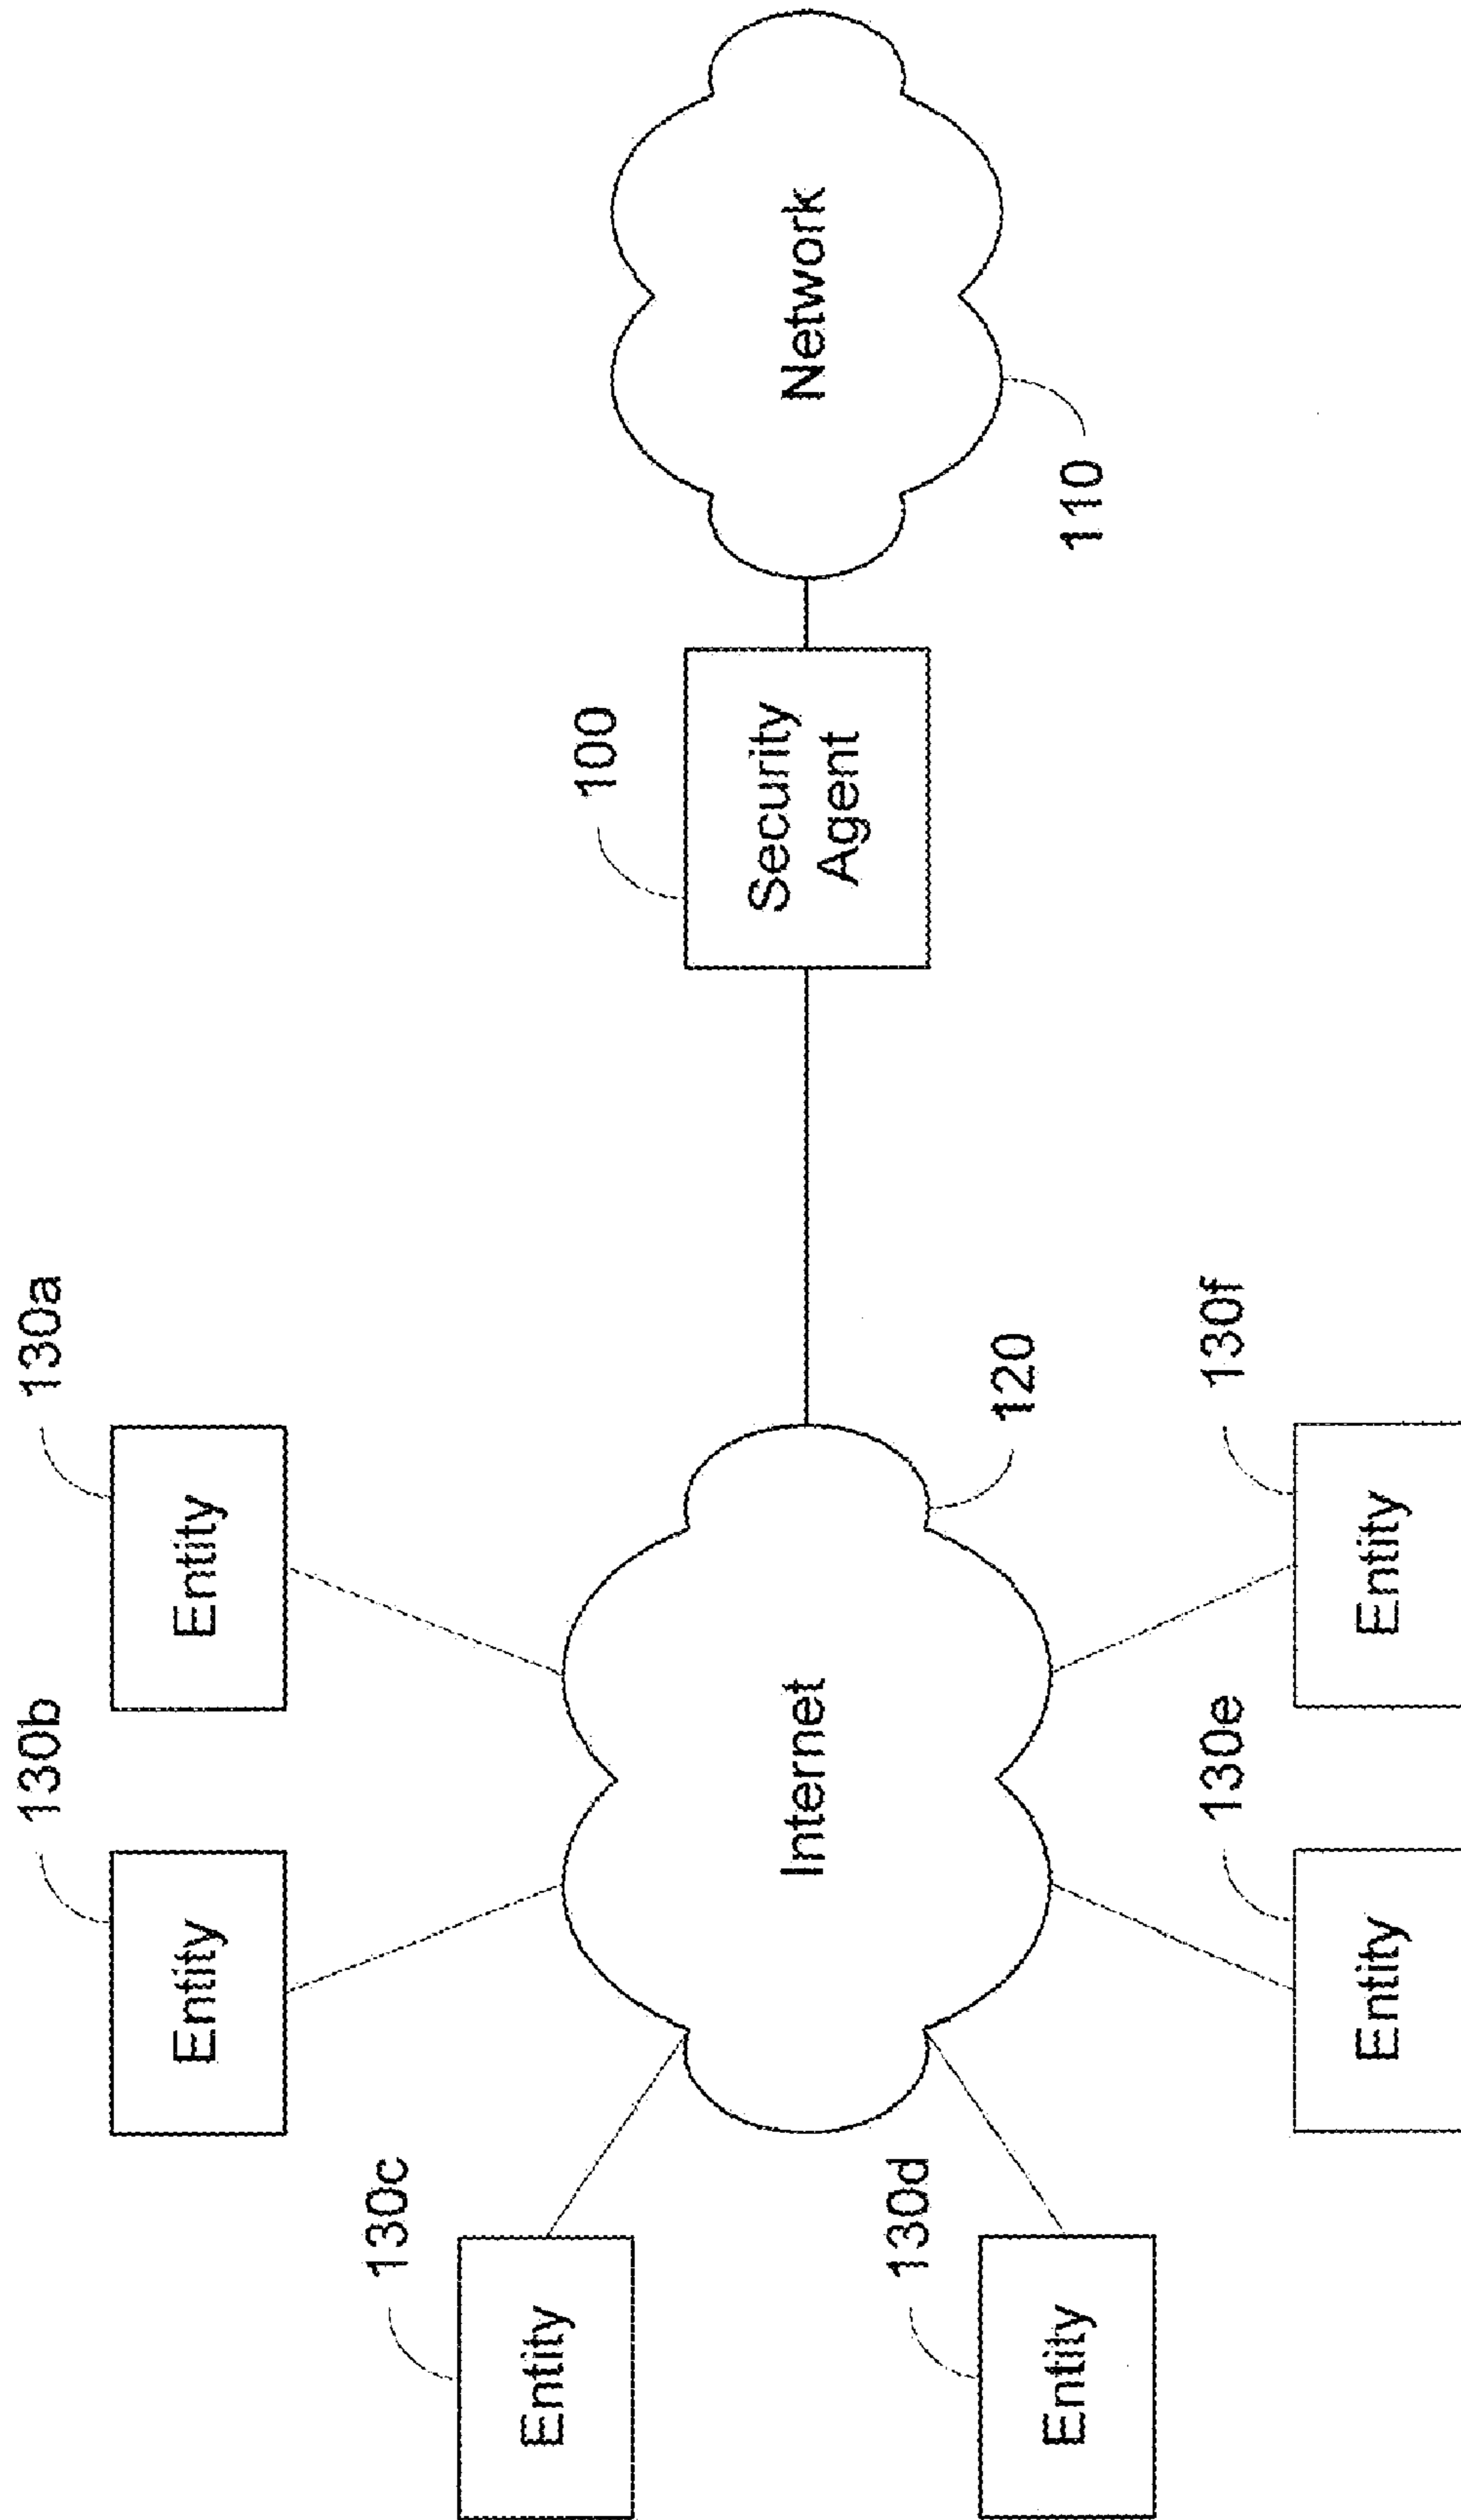 130b
130a
Entity
Entity
130c
Entity
100
Internet
Security
Agent
Network
130d
Entity
120
110
130e
130f
Entity
Entity